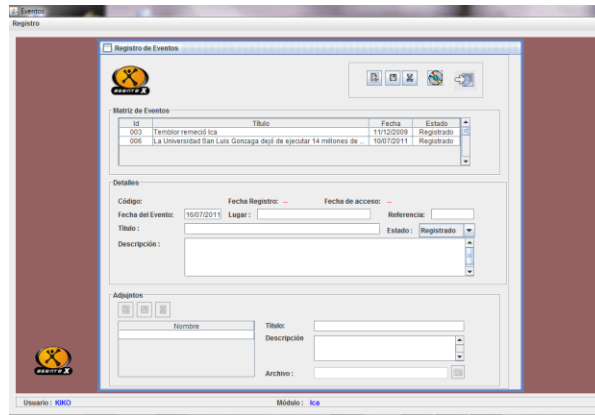 Eventos
Registro
Registro de Eventos
agente X
Matriz de Eventos
Id Título Fecha Estado
003 Temblor remeció Ica 11/12/2009 Registrado
006 La Universidad San Luis Gonzaga dejó de ejecutar 14 millones de ... 10/07/2011 Registrado
Detalles
Código: Fecha Registro: -- Fecha de acceso: --
Fecha del Evento: 16/07/2011 Lugar : Referencia:
Título : Estado : Registrado
Descripción :
Adjuntos
Nombre Título:
Descripción
Archivo :
agente X
Usuario : KIKO Módulo : Ica